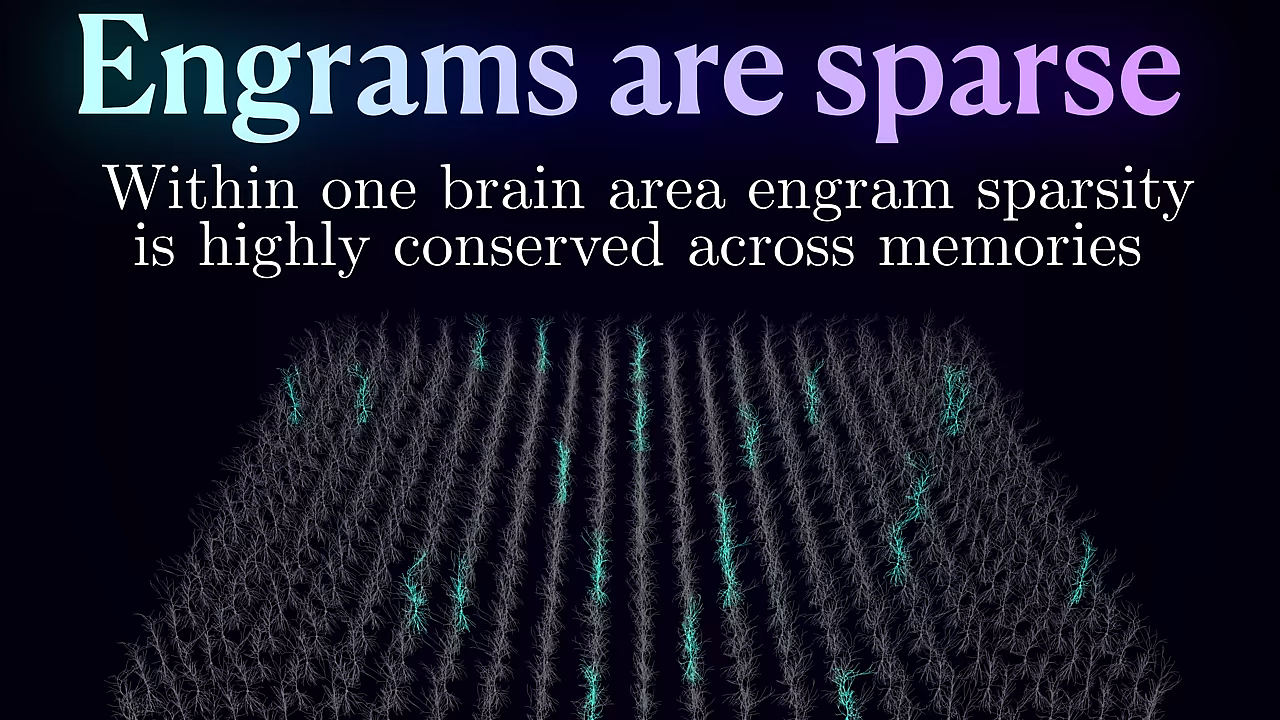 Engrams are sparse
Within one brain area engram sparsity
is highly conserved across memories